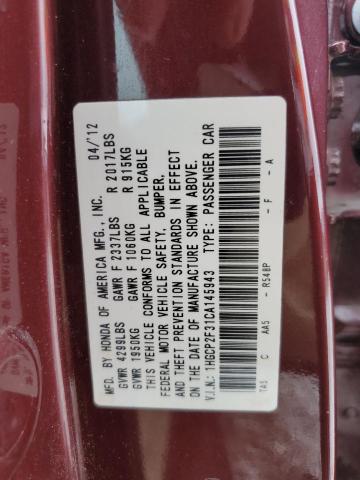 MFD. BY HONDA OF AMERICA MFG., INC. 04/12
GVWR 4299LBS GAWR F 2337LBS R 2017LBS
GVWR 1950KG GAWR F 1060KG R 915KG
THIS VEHICLE CONFORMS TO ALL APPLICABLE
FEDERAL MOTOR VEHICLE SAFETY, BUMPER,
AND THEFT PREVENTION STANDARDS IN EFFECT
ON THE DATE OF MANUFACTURE SHOWN ABOVE.
V.I.N.: 1HGCP2F31CA145943 TYPE: PASSENGER CAR
TA5 C AA5 - R548P - F - A